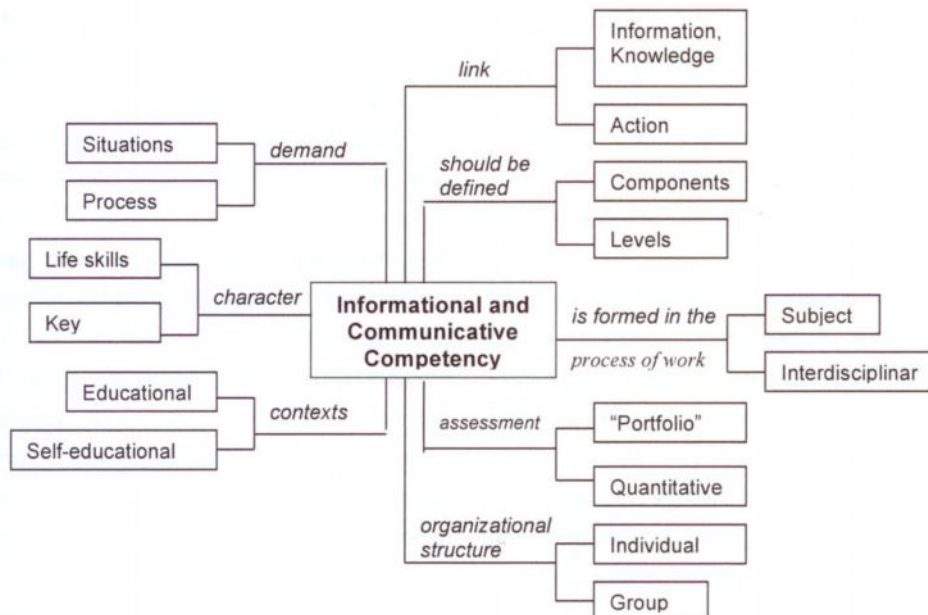 Information,
Knowledge
link
Action
Situations
demand
Process
should be
defined
Components
Levels
Life skills
character
Key
Informational and
Communicative
Competency
is formed in the
process of work
Subject
Interdisciplinar
Educational
contexts
Self-educational
assessment
“Portfolio”
Quantitative
organizational
structure
Individual
Group